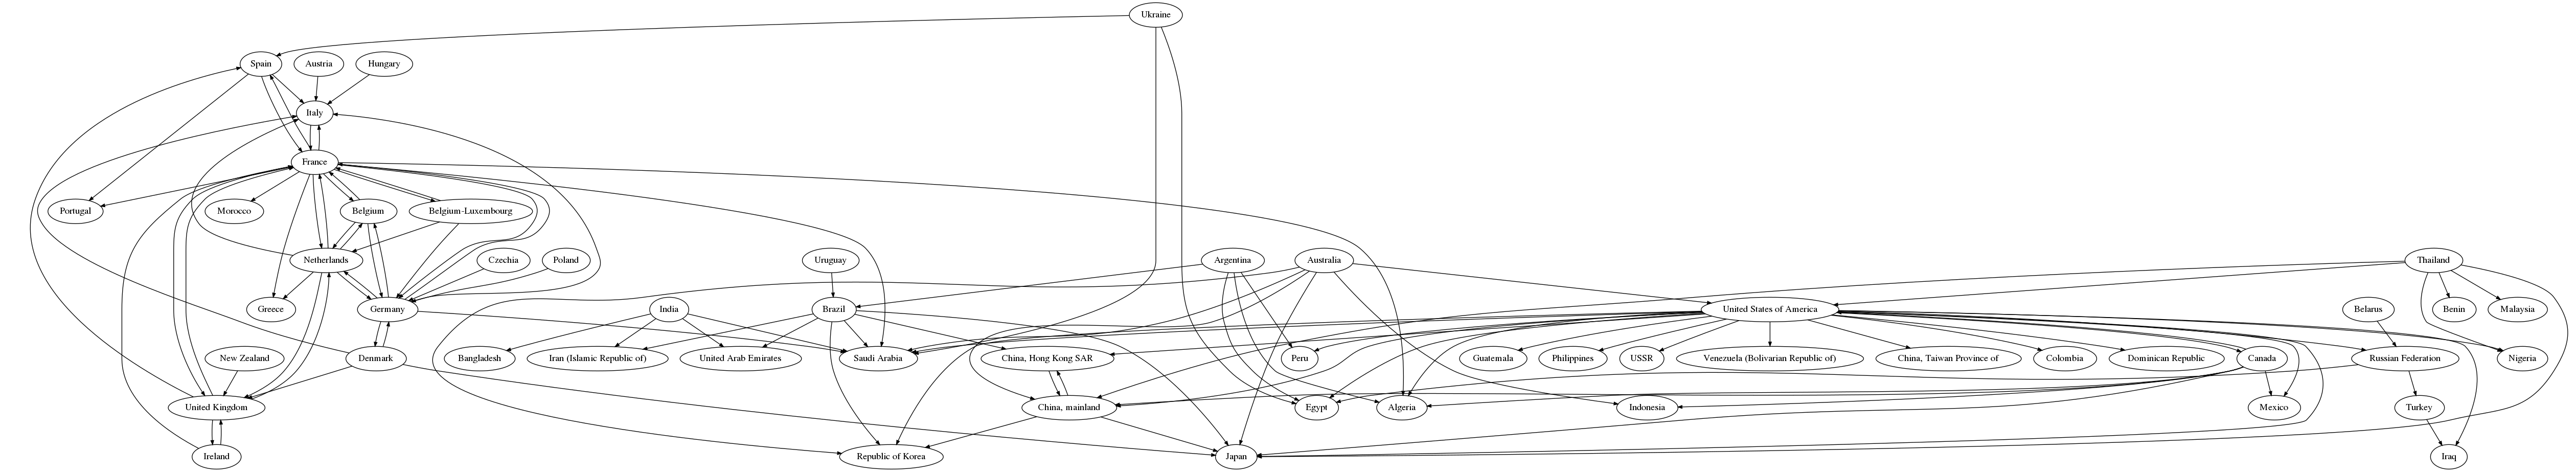 Ukraine
Spain
Austria
Hungary
Italy
France
Portugal
Morocco
Belgium
Belgium-Luxembourg
Netherlands
Czechia
Poland
Uruguay
Argentina
Australia
Thailand
Greece
Germany
India
Brazil
United States of America
Belarus
Benin
Malaysia
New Zealand
Denmark
Bangladesh
Iran (Islamic Republic of)
United Arab Emirates
Saudi Arabia
China, Hong Kong SAR
Peru
Guatemala
Philippines
USSR
Venezuela (Bolivarian Republic of)
China, Taiwan Province of
Colombia
Dominican Republic
Canada
Russian Federation
Nigeria
United Kingdom
China, mainland
Egypt
Algeria
Indonesia
Mexico
Turkey
Ireland
Republic of Korea
Japan
Iraq